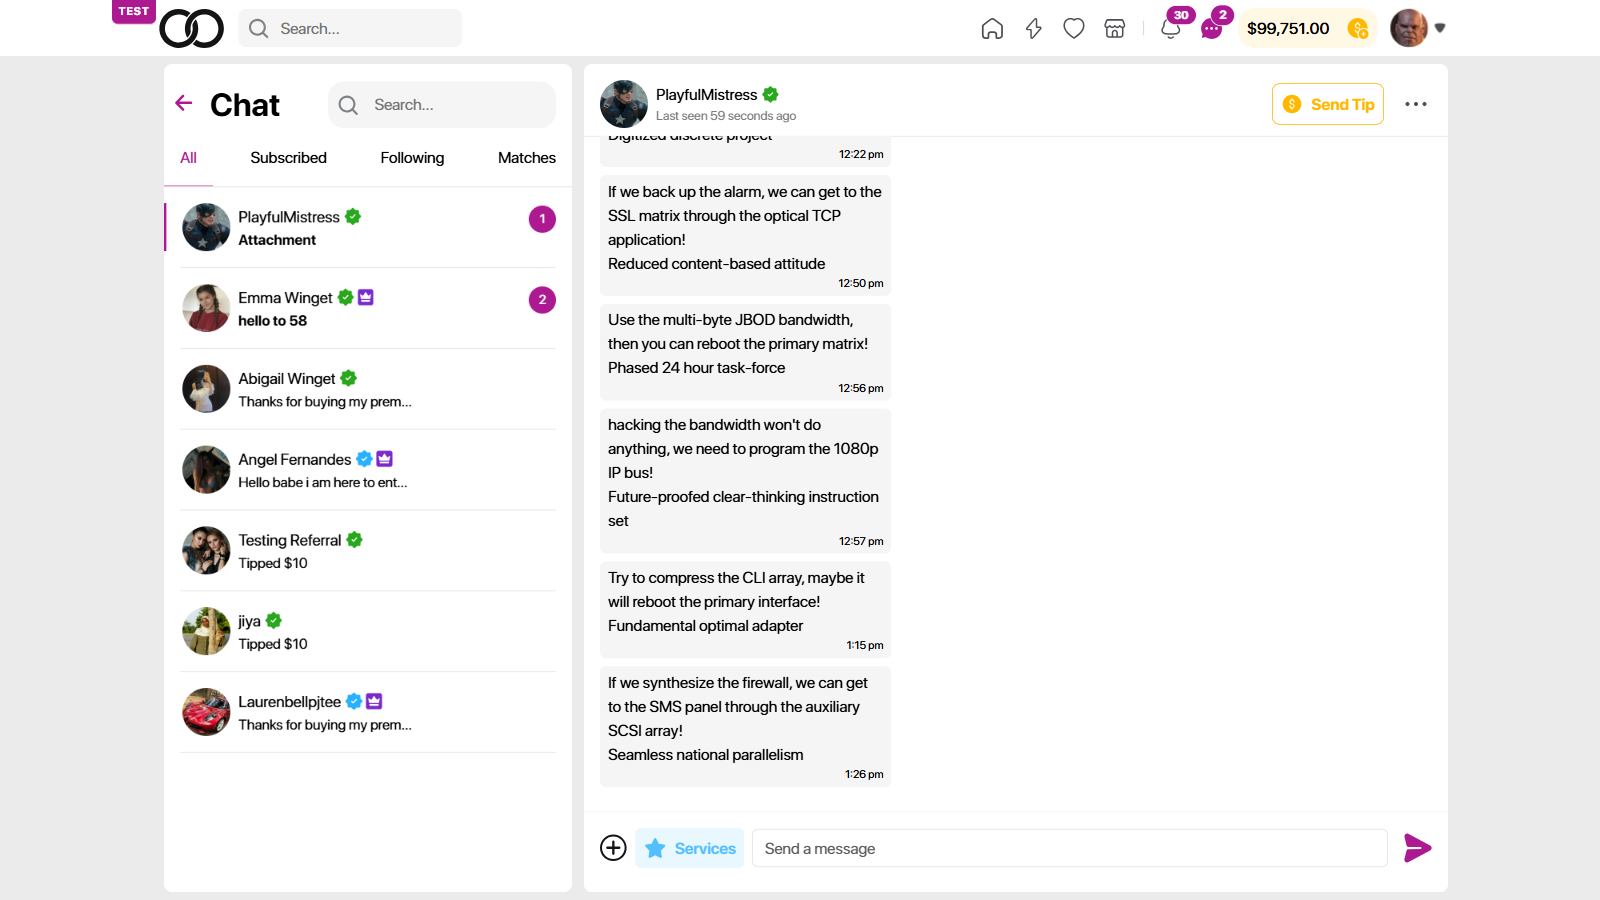 TEST
Search...
30
2
$99,751.00
Chat
Search...
All
Subscribed
Following
Matches
PlayfulMistress
Attachment
1
Emma Winget
hello to 58
2
Abigail Winget
Thanks for buying my prem...
Angel Fernandes
Hello babe i am here to ent...
Testing Referral
Tipped $10
jiya
Tipped $10
Laurenbellpjtee
Thanks for buying my prem...
PlayfulMistress
Last seen 59 seconds ago
Send Tip
Digitized discrete project
12:22 pm
If we back up the alarm, we can get to the
SSL matrix through the optical TCP
application!
Reduced content-based attitude
12:50 pm
Use the multi-byte JBOD bandwidth,
then you can reboot the primary matrix!
Phased 24 hour task-force
12:56 pm
hacking the bandwidth won't do
anything, we need to program the 1080p
IP bus!
Future-proofed clear-thinking instruction
set
12:57 pm
Try to compress the CLI array, maybe it
will reboot the primary interface!
Fundamental optimal adapter
1:15 pm
If we synthesize the firewall, we can get
to the SMS panel through the auxiliary
SCSI array!
Seamless national parallelism
1:26 pm
Services
Send a message